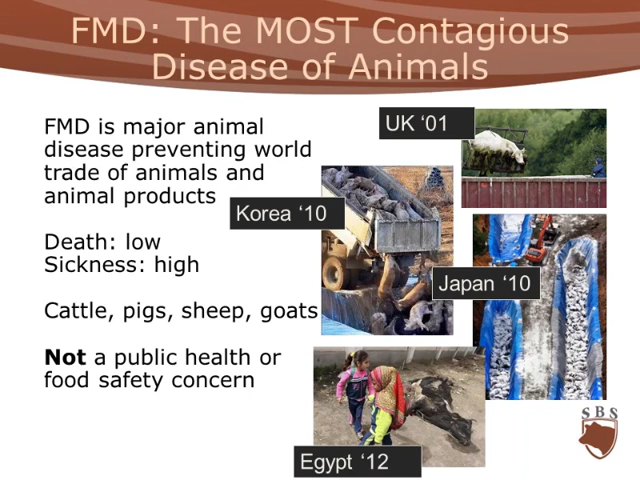 FMD: The MOST Contagious
Disease of Animals
FMD is major animal
disease preventing world
trade of animals and
animal products
Death: low
Sickness: high
Cattle, pigs, sheep, goats
Not a public health or
food safety concern
UK ‘01
Korea ‘10
Japan ‘10
Egypt ‘12
SBS